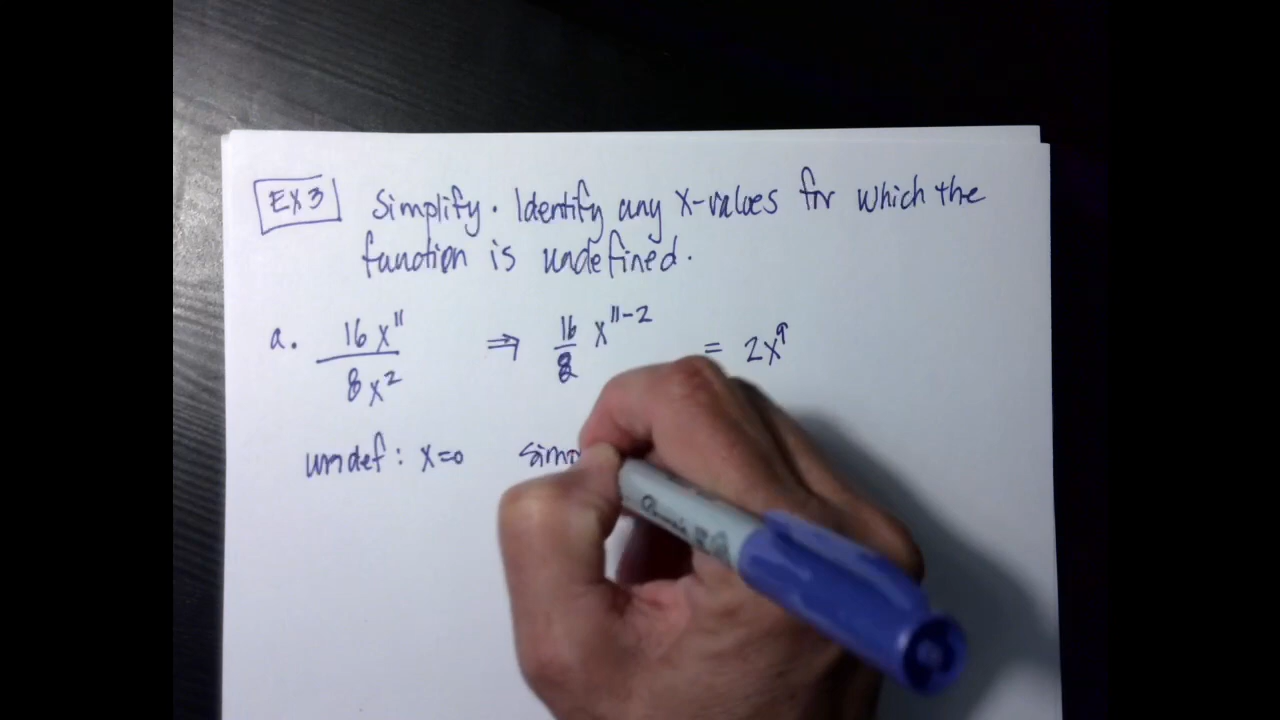 EX 3 Simplify. Identify any x-values for which the
function is undefined.
a. 16x^11 / 8x^2 ⇒ 16/8 x^11-2 = 2x^9
undef: x=0